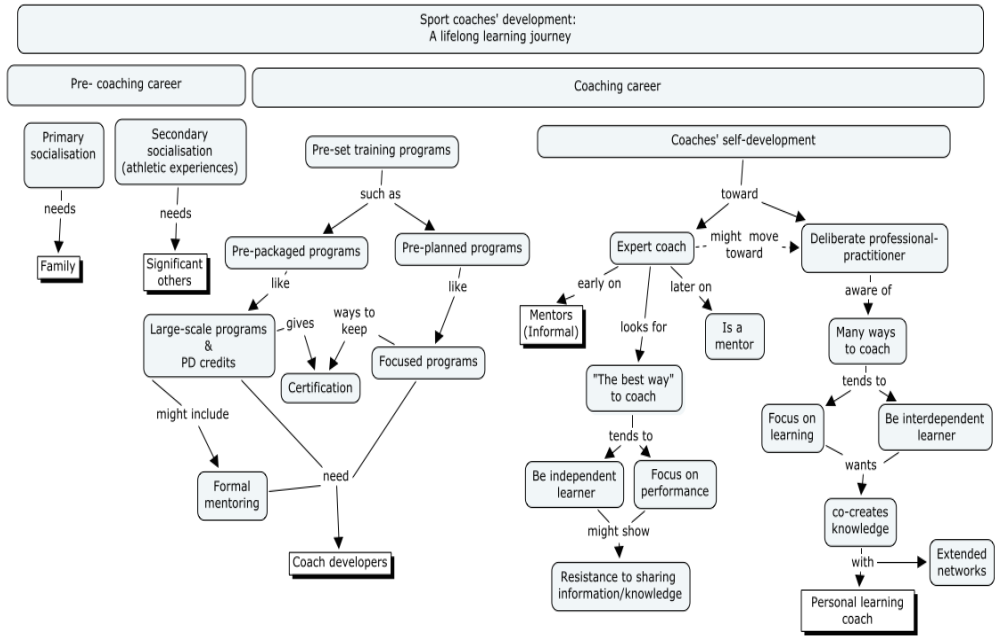 Sport coaches' development:
A lifelong learning journey
Pre- coaching career
Coaching career
Primary
socialisation
needs
Family
Secondary
socialisation
(athletic experiences)
needs
Significant
others
Pre-set training programs
such as
Pre-packaged programs
Pre-planned programs
like
like
Large-scale programs
&
PD credits
gives
ways to
keep
Certification
Focused programs
might include
Formal
mentoring
need
Coach developers
Coaches' self-development
toward
Expert coach
might move
toward
Deliberate professional-
practitioner
early on
Mentors
(Informal)
looks for
later on
Is a
mentor
"The best way"
to coach
tends to
Be independent
learner
Focus on
performance
might show
Resistance to sharing
information/knowledge
aware of
Many ways
to coach
tends to
Focus on
learning
Be interdependent
learner
wants
co-creates
knowledge
with
Extended
networks
Personal learning
coach